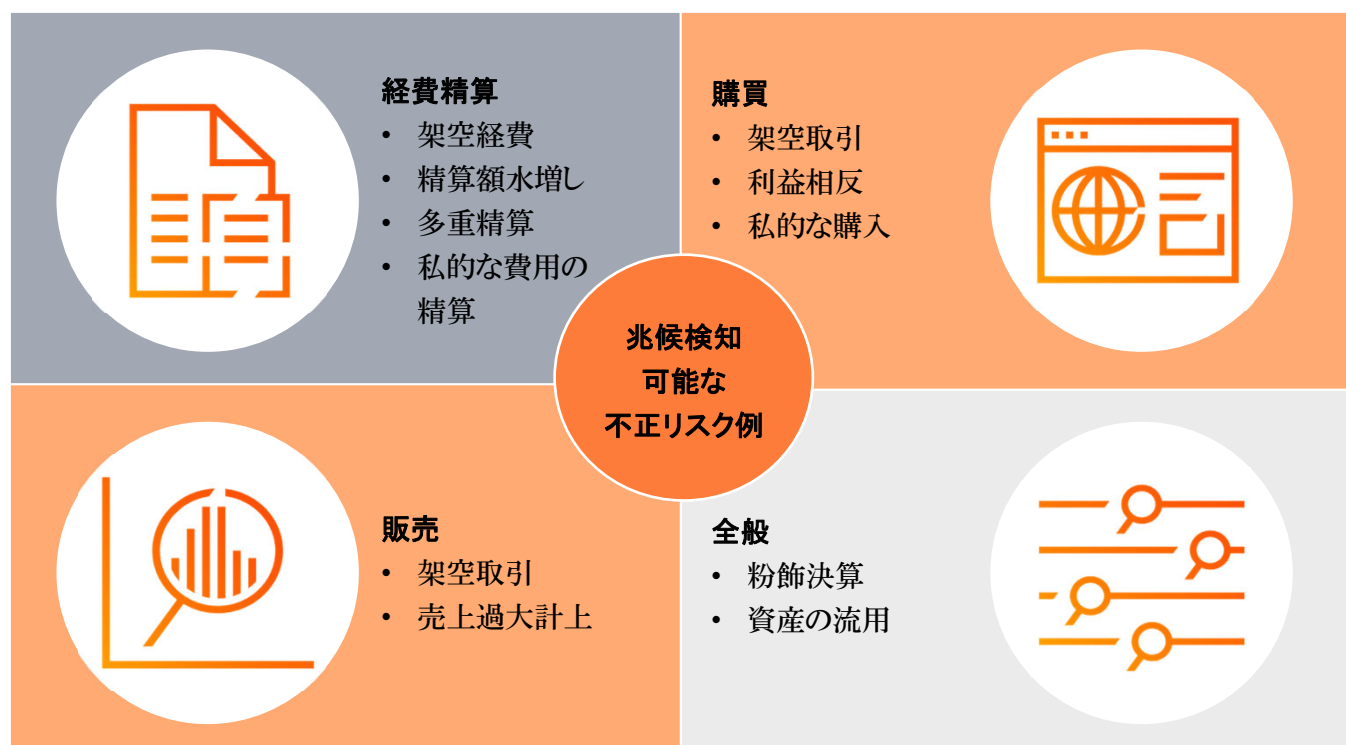 経費精算
• 架空経費
• 精算額水増し
• 多重精算
• 私的な費用の
精算
購買
• 架空取引
• 利益相反
• 私的な購入
兆候検知
可能な
不正リスク例
販売
• 架空取引
• 売上過大計上
全般
• 粉飾決算
• 資産の流用